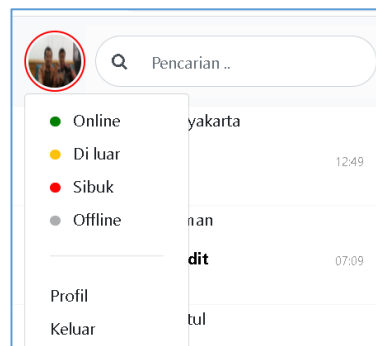 Pencarian ..
Online
yakarta
Di luar
12:49
Sibuk
Offline
man
dit
07:09
Profil
tul
Keluar